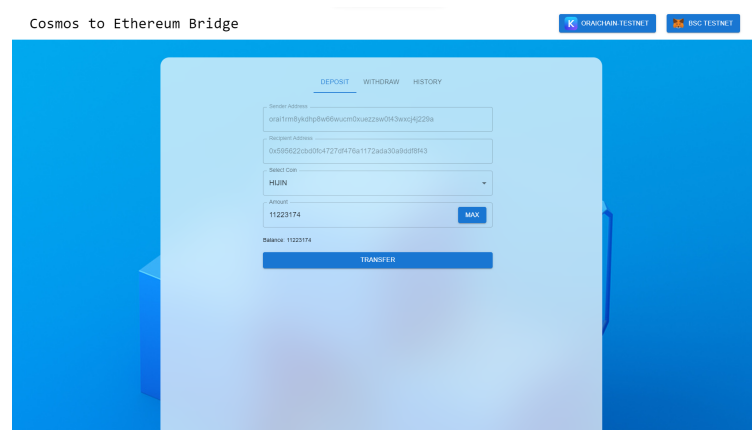 Cosmos to Ethereum Bridge
ORAICHAIN-TESTNET
BSC TESTNET
DEPOSIT WITHDRAW HISTORY
Sender Address
Recipient Address
Select Coin
HIJIN
Amount
11223174
MAX
Balance: 11223174
TRANSFER